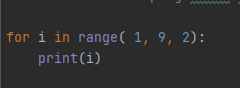 for i in range( 1, 9, 2):
    print(i)